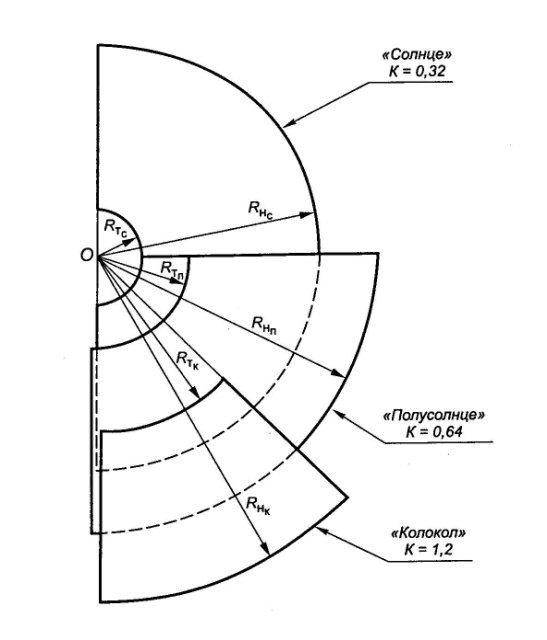 «Солнце»
К = 0,32
Rтс
Rнс
О
Rтп
Rнп
Rтк
«Полусолнце»
К = 0,64
Rнк
«Колокол»
К = 1,2